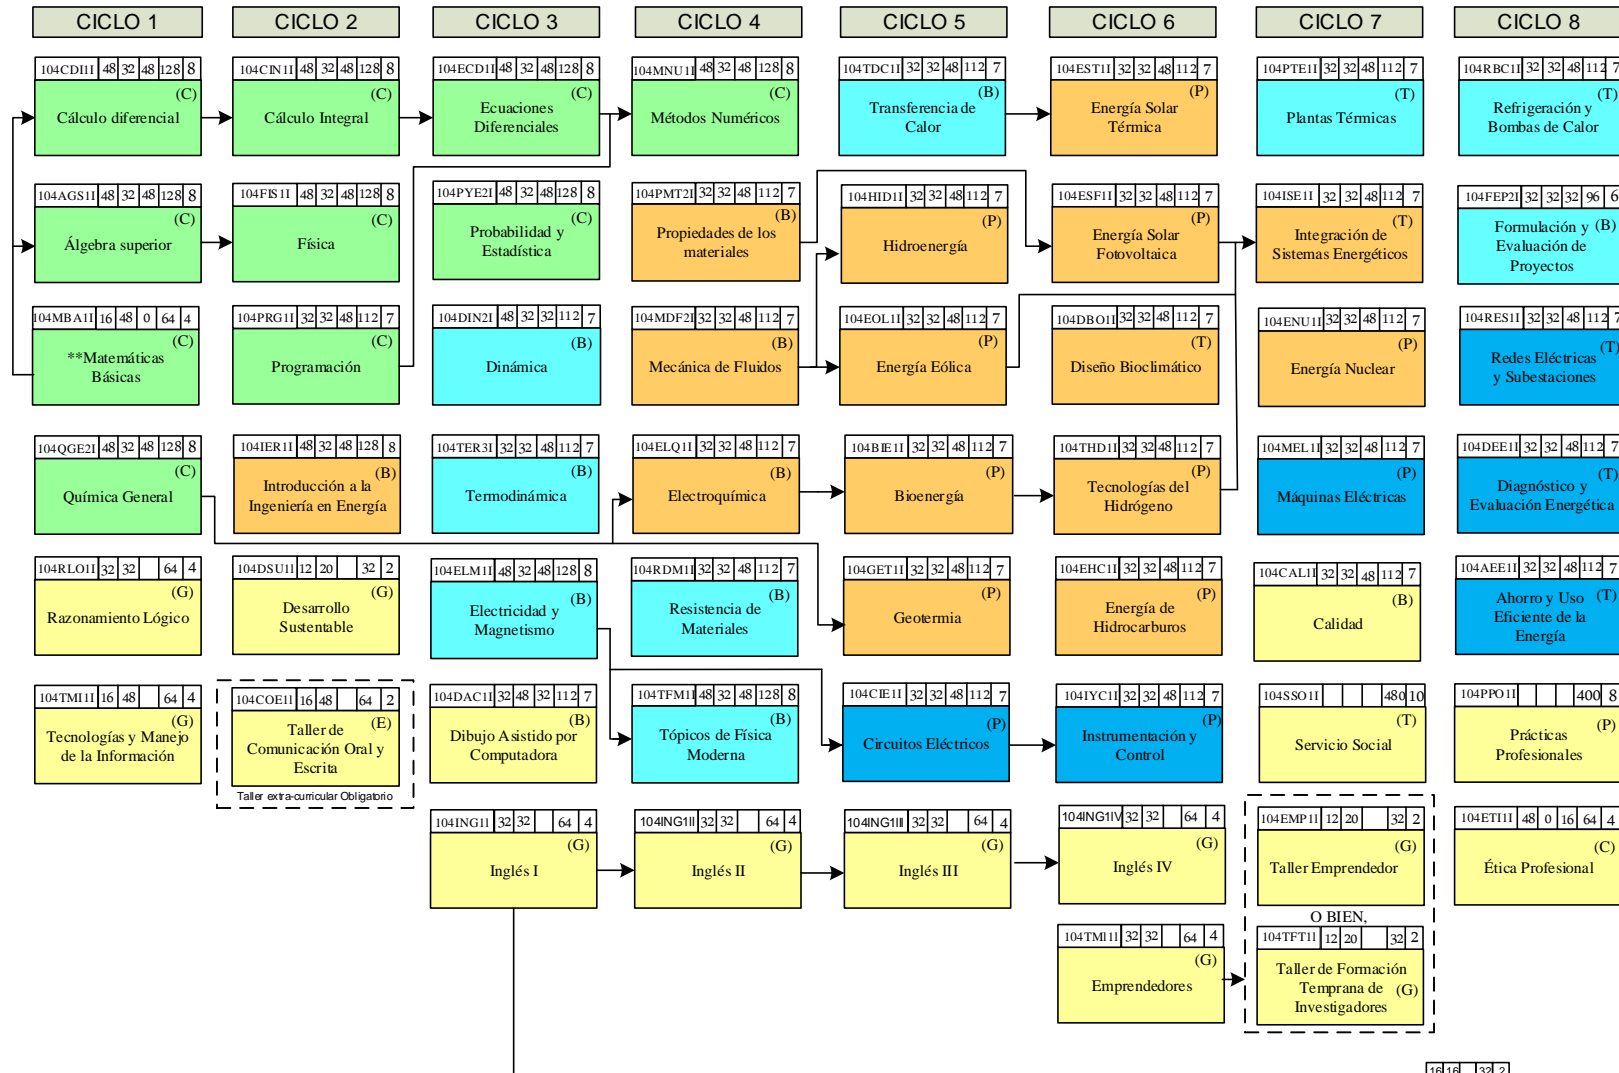 CICLO 1 CICLO 2 CICLO 3 CICLO 4 CICLO 5 CICLO 6 CICLO 7 CICLO 8
104CDI1I 48 32 48 128 8
(C)
Cálculo diferencial
104CIN1I 48 32 48 128 8
(C)
Cálculo Integral
104ECD1I 48 32 48 128 8
(C)
Ecuaciones
Diferenciales
104MNU1I 48 32 48 128 8
(C)
Métodos Numéricos
104TDC1I 32 32 48 112 7
(B)
Transferencia de
Calor
104EST1I 32 32 48 112 7
(P)
Energía Solar
Térmica
104PTE1I 32 32 48 112 7
(T)
Plantas Térmicas
104RBC1I 32 32 48 112 7
(T)
Refrigeración y
Bombas de Calor
104AGS1I 48 32 48 128 8
(C)
Álgebra superior
104FIS1I 48 32 48 128 8
(C)
Física
104PYE2I 48 32 48 128 8
(C)
Probabilidad y
Estadística
104PMT2I 32 32 48 112 7
(B)
Propiedades de los
materiales
104HID1I 32 32 48 112 7
(P)
Hidroenergía
104ESF1I 32 32 48 112 7
(P)
Energía Solar
Fotovoltaica
104ISE1I 32 32 48 112 7
(T)
Integración de
Sistemas Energéticos
104FEP2I 32 32 32 96 6
Formulación y (B)
Evaluación de
Proyectos
104MBA1I 16 48 0 64 4
(C)
**Matemáticas
Básicas
104PRG1I 32 32 48 112 7
(C)
Programación
104DIN2I 48 32 32 112 7
(B)
Dinámica
104MDF2I 32 32 48 112 7
(B)
Mecánica de Fluidos
104EOL1I 32 32 48 112 7
(P)
Energía Eólica
104DBO1I 32 32 48 112 7
(T)
Diseño Bioclimático
104ENU1I 32 32 48 112 7
(P)
Energía Nuclear
104RES1I 32 32 48 112 7
(T)
Redes Eléctricas
y Subestaciones
104QGE2I 48 32 48 128 8
(C)
Química General
104IER1I 48 32 48 128 8
(B)
Introducción a la
Ingeniería en Energía
104TER3I 32 32 48 112 7
(B)
Termodinámica
104ELQ1I 32 32 48 112 7
(B)
Electroquímica
104BIE1I 32 32 48 112 7
(P)
Bioenergía
104THD1I 32 32 48 112 7
(P)
Tecnologías del
Hidrógeno
104MEL1I 32 32 48 112 7
(P)
Máquinas Eléctricas
104DEE1I 32 32 48 112 7
(T)
Diagnóstico y
Evaluación Energética
104RLO1I 32 32 64 4
(G)
Razonamiento Lógico
104DSU1I 12 20 32 2
(G)
Desarrollo
Sustentable
104ELM1I 48 32 48 128 8
(B)
Electricidad y
Magnetismo
104RDM1I 32 32 48 112 7
(B)
Resistencia de
Materiales
104GET1I 32 32 48 112 7
(P)
Geotermia
104EHC1I 32 32 48 112 7
(P)
Energía de
Hidrocarburos
104CAL1I 32 32 48 112 7
(B)
Calidad
104AEE1I 32 32 48 112 7
Ahorro y Uso (T)
Eficiente de la
Energía
104TMI1I 16 48 64 4
(G)
Tecnologías y Manejo
de la Información
104COE1I 16 48 64 2
(E)
Taller de
Comunicación Oral y
Escrita
Taller extra-curricular Obligatorio
104DAC1I 32 48 32 112 7
(B)
Dibujo Asistido por
Computadora
104TFM1I 48 32 48 128 8
(B)
Tópicos de Física
Moderna
104CIE1I 32 32 48 112 7
(P)
Circuitos Eléctricos
104IYC1I 32 32 48 112 7
(P)
Instrumentación y
Control
104SSO1I 480 10
(T)
Servicio Social
104PPO1I 400 8
(P)
Prácticas
Profesionales
104ING1I 32 32 64 4
(G)
Inglés I
104ING1II 32 32 64 4
(G)
Inglés II
104ING1III 32 32 64 4
(G)
Inglés III
104ING1IV 32 32 64 4
(G)
Inglés IV
104EMP1I 12 20 32 2
(G)
Taller Emprendedor
104ETI1I 48 0 16 64 4
(C)
Ética Profesional
O BIEN,
104TMI1I 32 32 64 4
(G)
Emprendedores
104TFT1I 12 20 32 2
Taller de Formación
Temprana de (G)
Investigadores
16 16 32 2